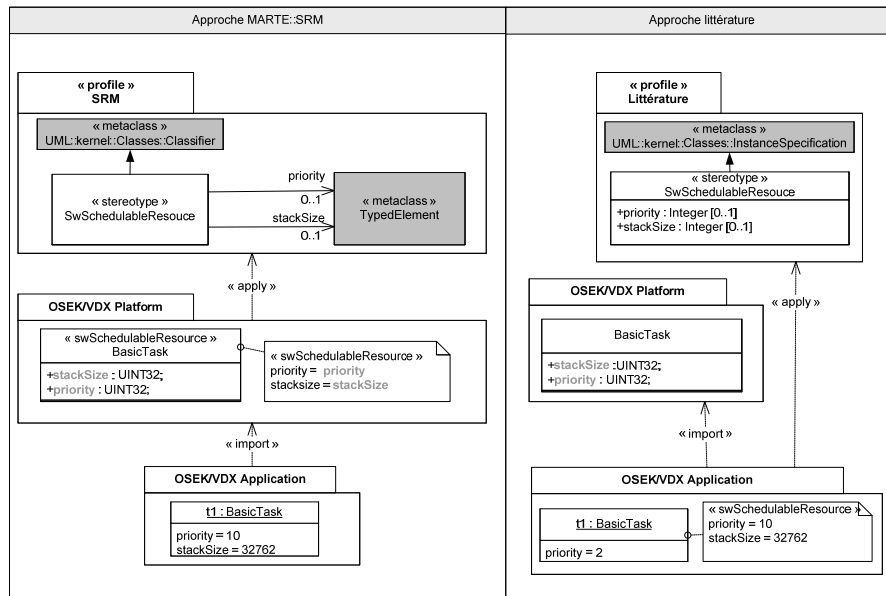 Approche MARTE::SRM
« profile »
SRM
« metaclass »
UML::kernel::Classes::Classifier
« stereotype »
SwSchedulableResouce
priority
0..1
stackSize
0..1
« metaclass »
TypedElement
« apply »
OSEK/VDX Platform
« swSchedulableResource »
BasicTask
+stackSize : UINT32;
+priority : UINT32;
« swSchedulableResource »
priority = priority
stacksize = stackSize
« import »
OSEK/VDX Application
t1 : BasicTask
priority = 10
stackSize = 32762
Approche littérature
« profile »
Littérature
« metaclass »
UML::kernel::Classes::InstanceSpecification
« stereotype »
SwSchedulableResouce
+priority : Integer [0..1]
+stackSize : Integer [0..1]
OSEK/VDX Platform
« apply »
BasicTask
+stackSize :UINT32;
+priority : UINT32;
« import »
OSEK/VDX Application
t1 : BasicTask
priority = 2
« swSchedulableResource »
priority = 10
stackSize = 32762